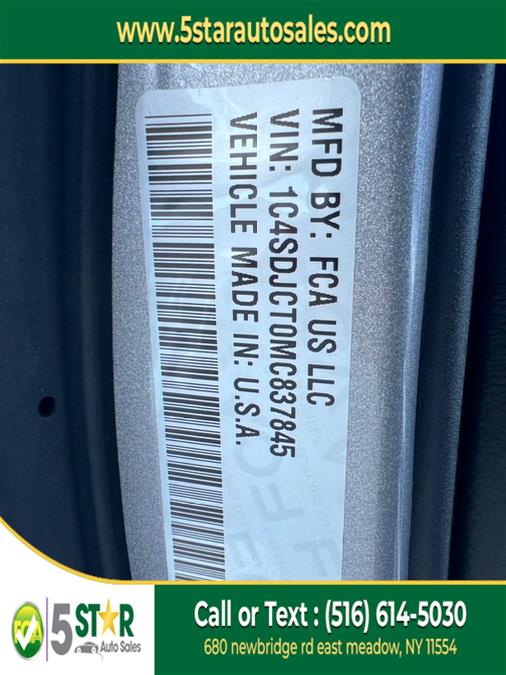 www.5starautosales.com
MFD BY: FCA US LLC
VIN: 1C4SDJCT0MC837845
VEHICLE MADE IN: U.S.A.
FCA
5 STAR
Auto Sales
Call or Text : (516) 614-5030
680 newbridge rd east meadow, NY 11554